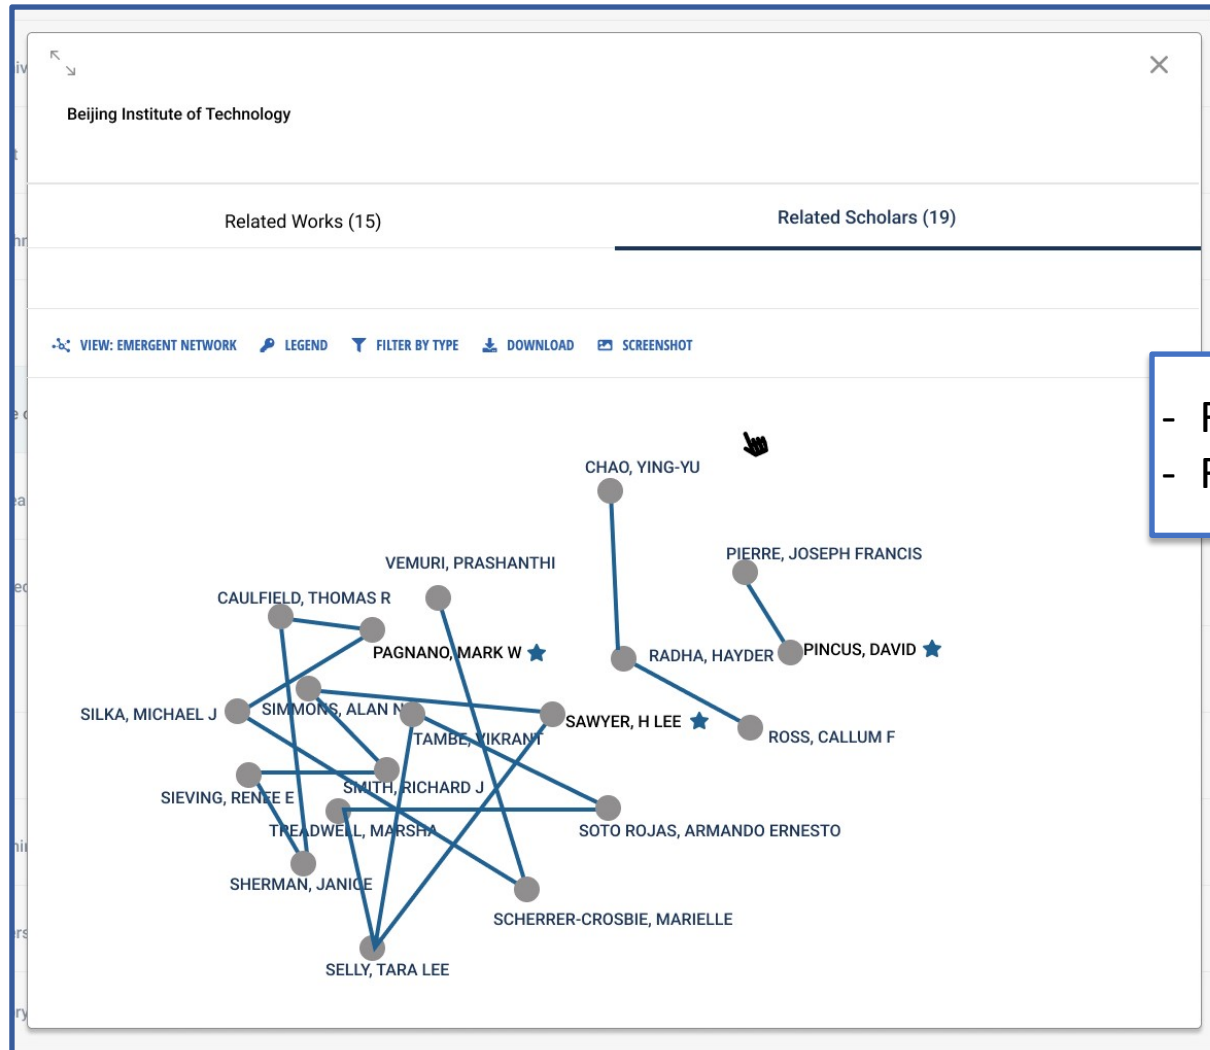 Beijing Institute of Technology
Related Works (15)
Related Scholars (19)
VIEW: EMERGENT NETWORK
LEGEND
FILTER BY TYPE
DOWNLOAD
SCREENSHOT
CHAO, YING-YU
PIERRE, JOSEPH FRANCIS
VEMURI, PRASHANTHI
CAULFIELD, THOMAS R
PAGNANO, MARK W
RADHA, HAYDER
PINCUS, DAVID
SILKA, MICHAEL J
SIMMONS, ALAN N
SAWYER, H LEE
TAMBE, VIKRANT
ROSS, CALLUM F
SIEVING, RENEE E
SMITH, RICHARD J
TREADWELL, MARSHA
SOTO ROJAS, ARMANDO ERNESTO
SHERMAN, JANICE
SCHERRER-CROSBIE, MARIELLE
SELLY, TARA LEE